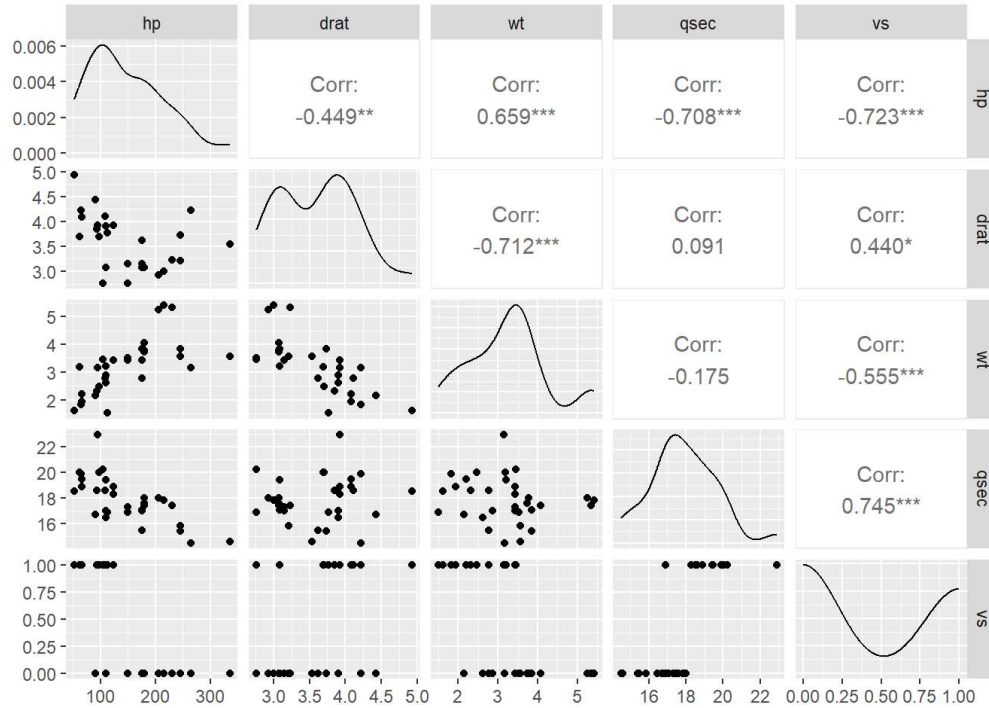 hp drat wt qsec vs
0.006
0.004
0.002
0.000
Corr:
-0.449**
Corr:
0.659***
Corr:
-0.708***
Corr:
-0.723***
hp
5.0
4.5
4.0
3.5
3.0
Corr:
-0.712***
Corr:
0.091
Corr:
0.440*
drat
5
4
3
2
Corr:
-0.175
Corr:
-0.555***
wt
22
20
18
16
Corr:
0.745***
qsec
1.00
0.75
0.50
0.25
0.00
vs
100 200 300 3.0 3.5 4.0 4.5 5.0 2 3 4 5 16 18 20 22 0.00 0.25 0.50 0.75 1.00